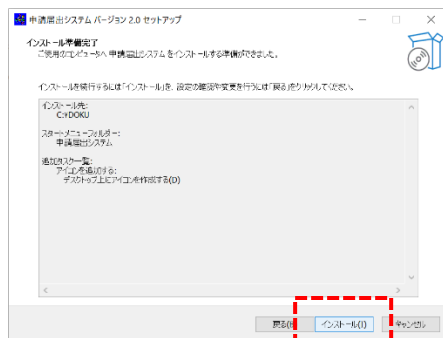 申請届出システム バージョン 2.0 セットアップ
インストール準備完了
ご使用のコンピュータへ 申請届出システム をインストールする準備ができました。
インストールを続行するには「インストール」を、設定の確認や変更を行うには「戻る」をクリックしてください。
インストール先:
C:¥DOKU
スタートメニューフォルダー:
申請届出システム
追加タスク一覧:
アイコンを追加する:
デスクトップ上にアイコンを作成する(D)
戻る(B
インストール(I)
キャンセル